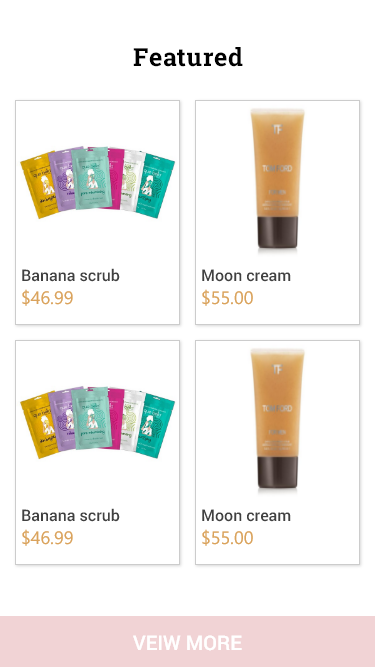 Featured
Banana scrub
$46.99
Moon cream
$55.00
Banana scrub
$46.99
Moon cream
$55.00
VEIW MORE